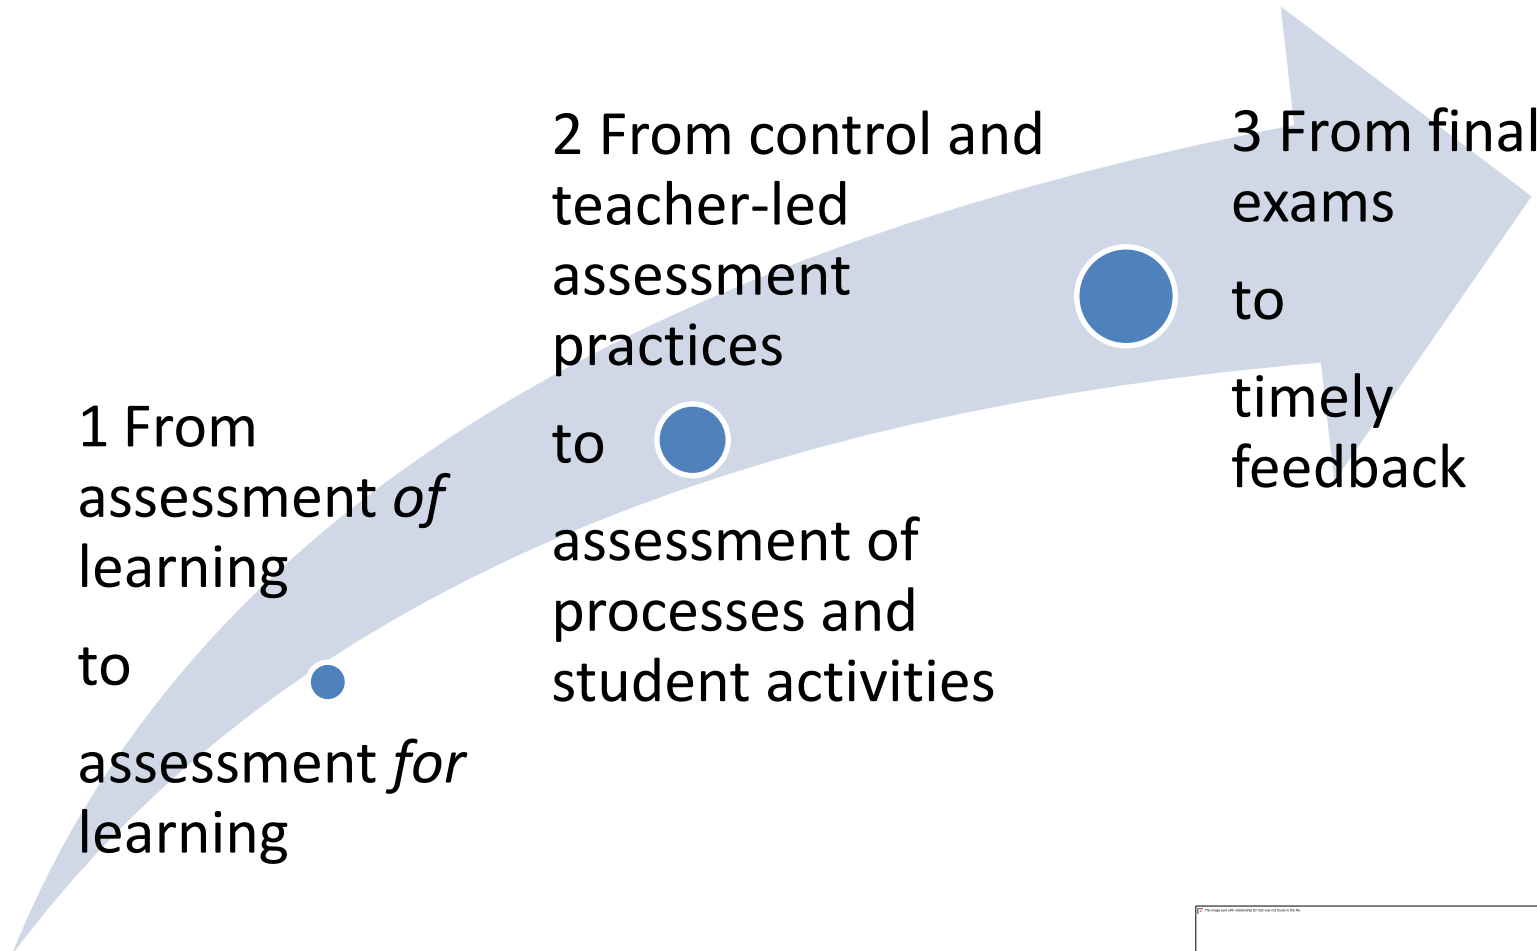 1 From
assessment of
learning
to
assessment for
learning
2 From control and
teacher-led
assessment
practices
to
assessment of
processes and
student activities
3 From final
exams
to
timely
feedback